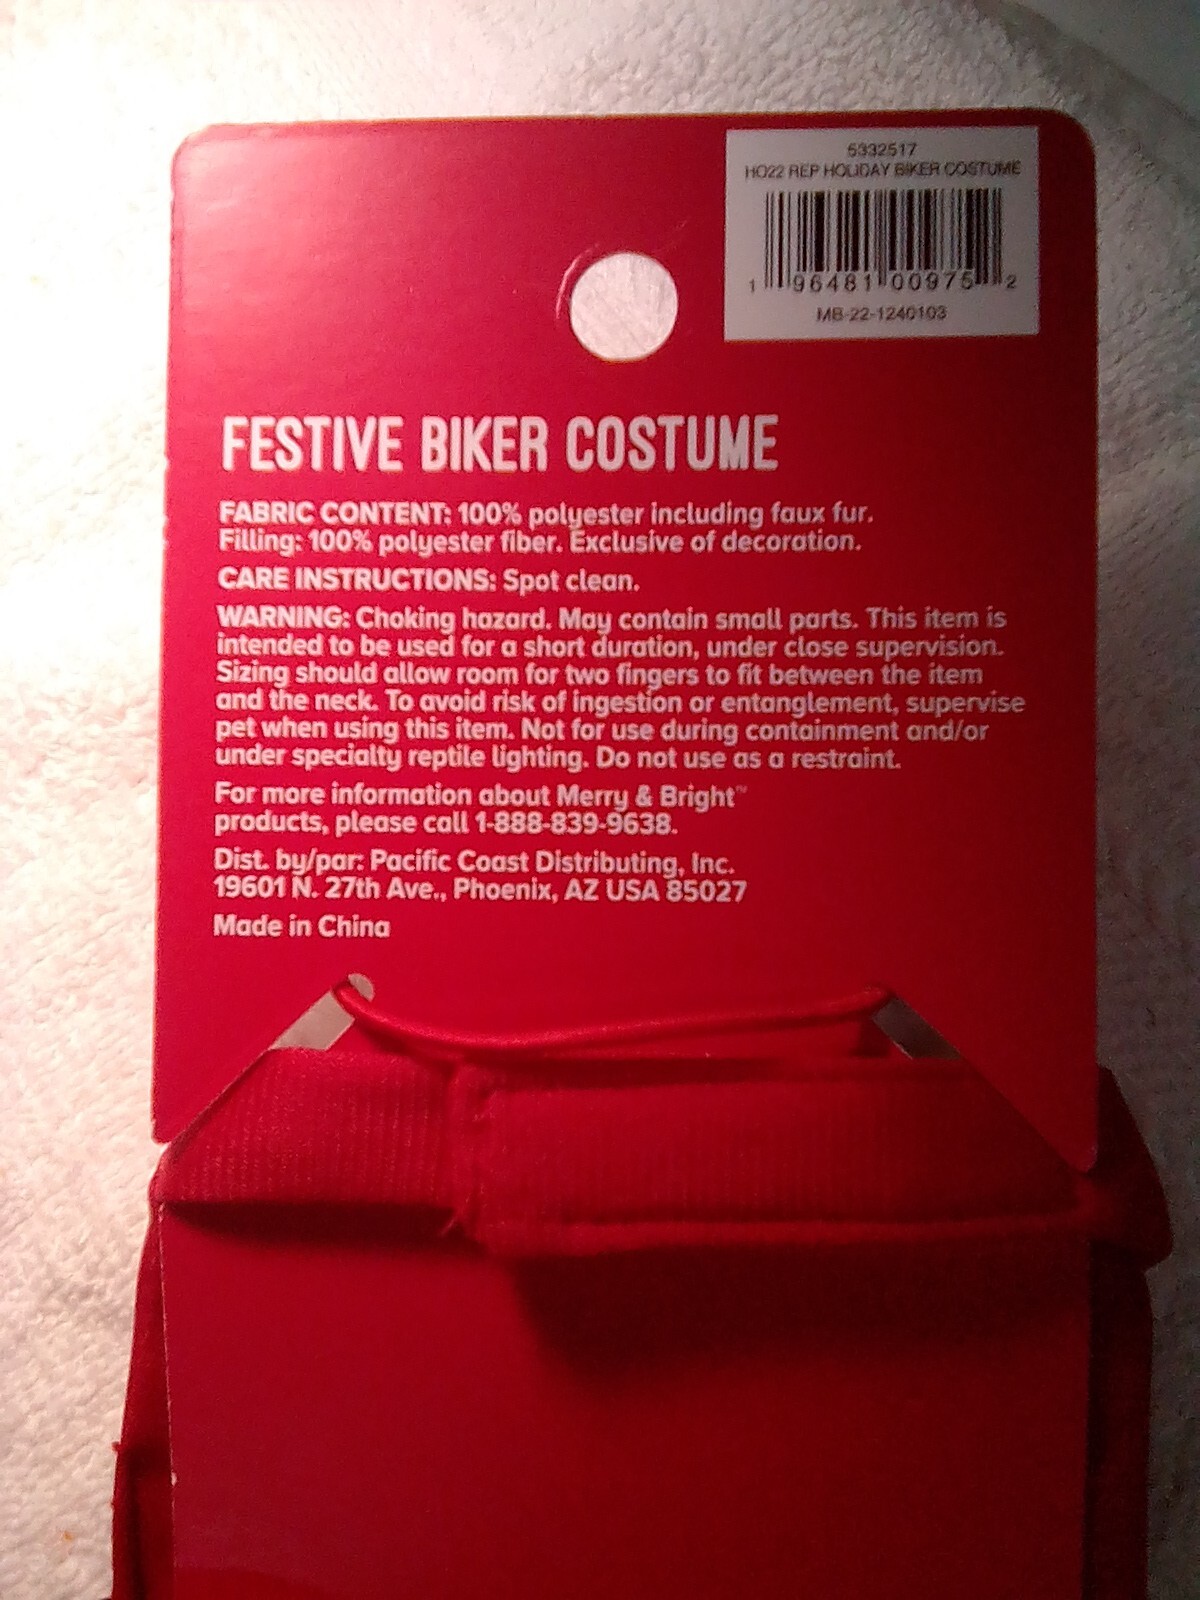 5332517
HO22 REP HOLIDAY BIKER COSTUME
1 96481 00975 2
MB-22-1240103
FESTIVE BIKER COSTUME
FABRIC CONTENT: 100% polyester including faux fur.
Filling: 100% polyester fiber. Exclusive of decoration.
CARE INSTRUCTIONS: Spot clean.
WARNING: Choking hazard. May contain small parts. This item is
intended to be used for a short duration, under close supervision.
Sizing should allow room for two fingers to fit between the item
and the neck. To avoid risk of ingestion or entanglement, supervise
pet when using this item. Not for use during containment and/or
under specialty reptile lighting. Do not use as a restraint.
For more information about Merry & Bright™
products, please call 1-888-839-9638.
Dist. by/par: Pacific Coast Distributing, Inc.
19601 N. 27th Ave., Phoenix, AZ USA 85027
Made in China